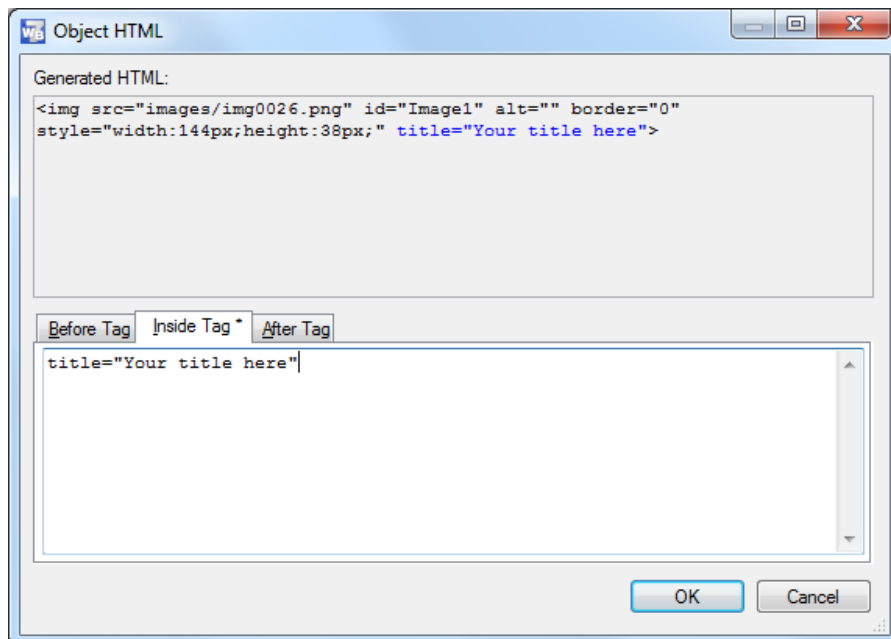 WB Object HTML
Generated HTML:
<img src="images/img0026.png" id="Image1" alt="" border="0"
style="width:144px;height:38px;" title="Your title here">
Before Tag Inside Tag * After Tag
title="Your title here"
OK Cancel